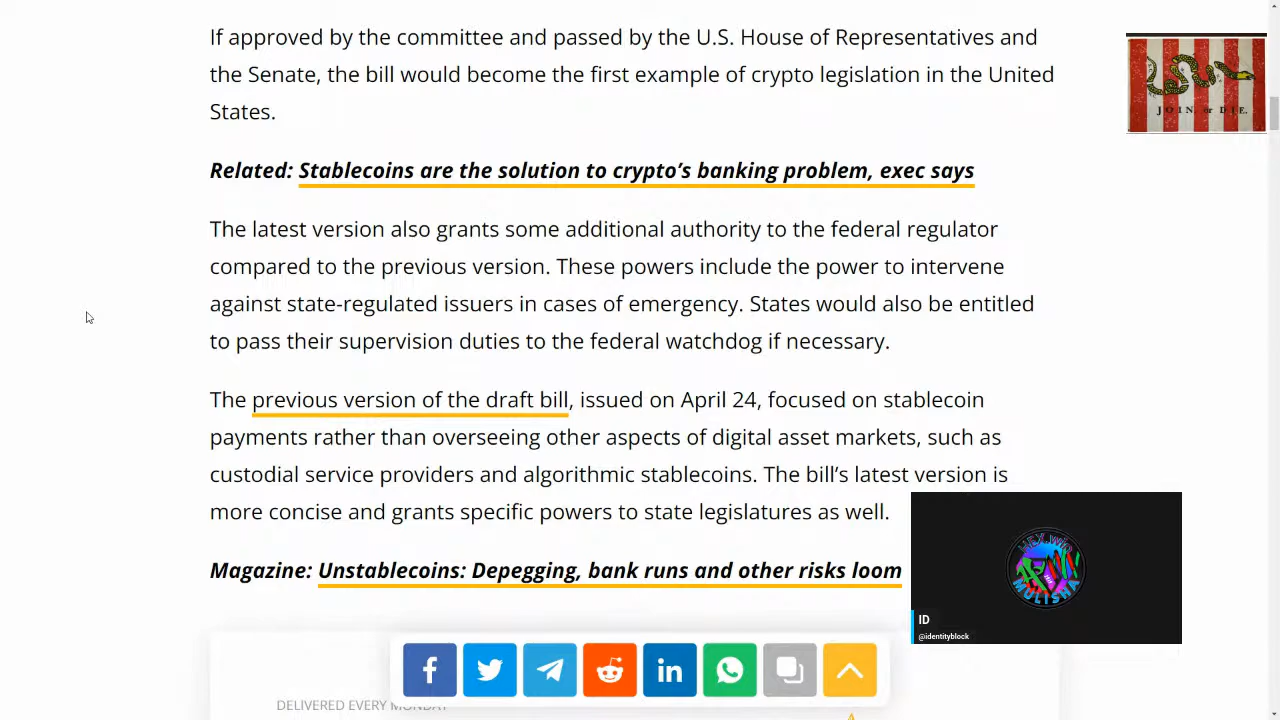 If approved by the committee and passed by the U.S. House of Representatives and
the Senate, the bill would become the first example of crypto legislation in the United
States.
JOIN, or DIE.
Related: Stablecoins are the solution to crypto’s banking problem, exec says
The latest version also grants some additional authority to the federal regulator
compared to the previous version. These powers include the power to intervene
against state-regulated issuers in cases of emergency. States would also be entitled
to pass their supervision duties to the federal watchdog if necessary.
The previous version of the draft bill, issued on April 24, focused on stablecoin
payments rather than overseeing other aspects of digital asset markets, such as
custodial service providers and algorithmic stablecoins. The bill’s latest version is
more concise and grants specific powers to state legislatures as well.
Magazine: Unstablecoins: Depegging, bank runs and other risks loom
HEX.win
MULISHA
ID
@identityblock
DELIVERED EVERY MONDAY